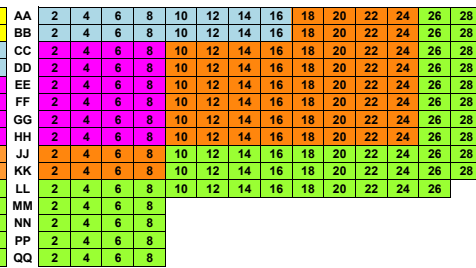 AA 2 4 6 8 10 12 14 16 18 20 22 24 26 28
BB 2 4 6 8 10 12 14 16 18 20 22 24 26 28
CC 2 4 6 8 10 12 14 16 18 20 22 24 26 28
DD 2 4 6 8 10 12 14 16 18 20 22 24 26 28
EE 2 4 6 8 10 12 14 16 18 20 22 24 26 28
FF 2 4 6 8 10 12 14 16 18 20 22 24 26 28
GG 2 4 6 8 10 12 14 16 18 20 22 24 26 28
HH 2 4 6 8 10 12 14 16 18 20 22 24 26 28
JJ 2 4 6 8 10 12 14 16 18 20 22 24 26 28
KK 2 4 6 8 10 12 14 16 18 20 22 24 26 28
LL 2 4 6 8 10 12 14 16 18 20 22 24 26
MM 2 4 6 8
NN 2 4 6 8
PP 2 4 6 8
QQ 2 4 6 8